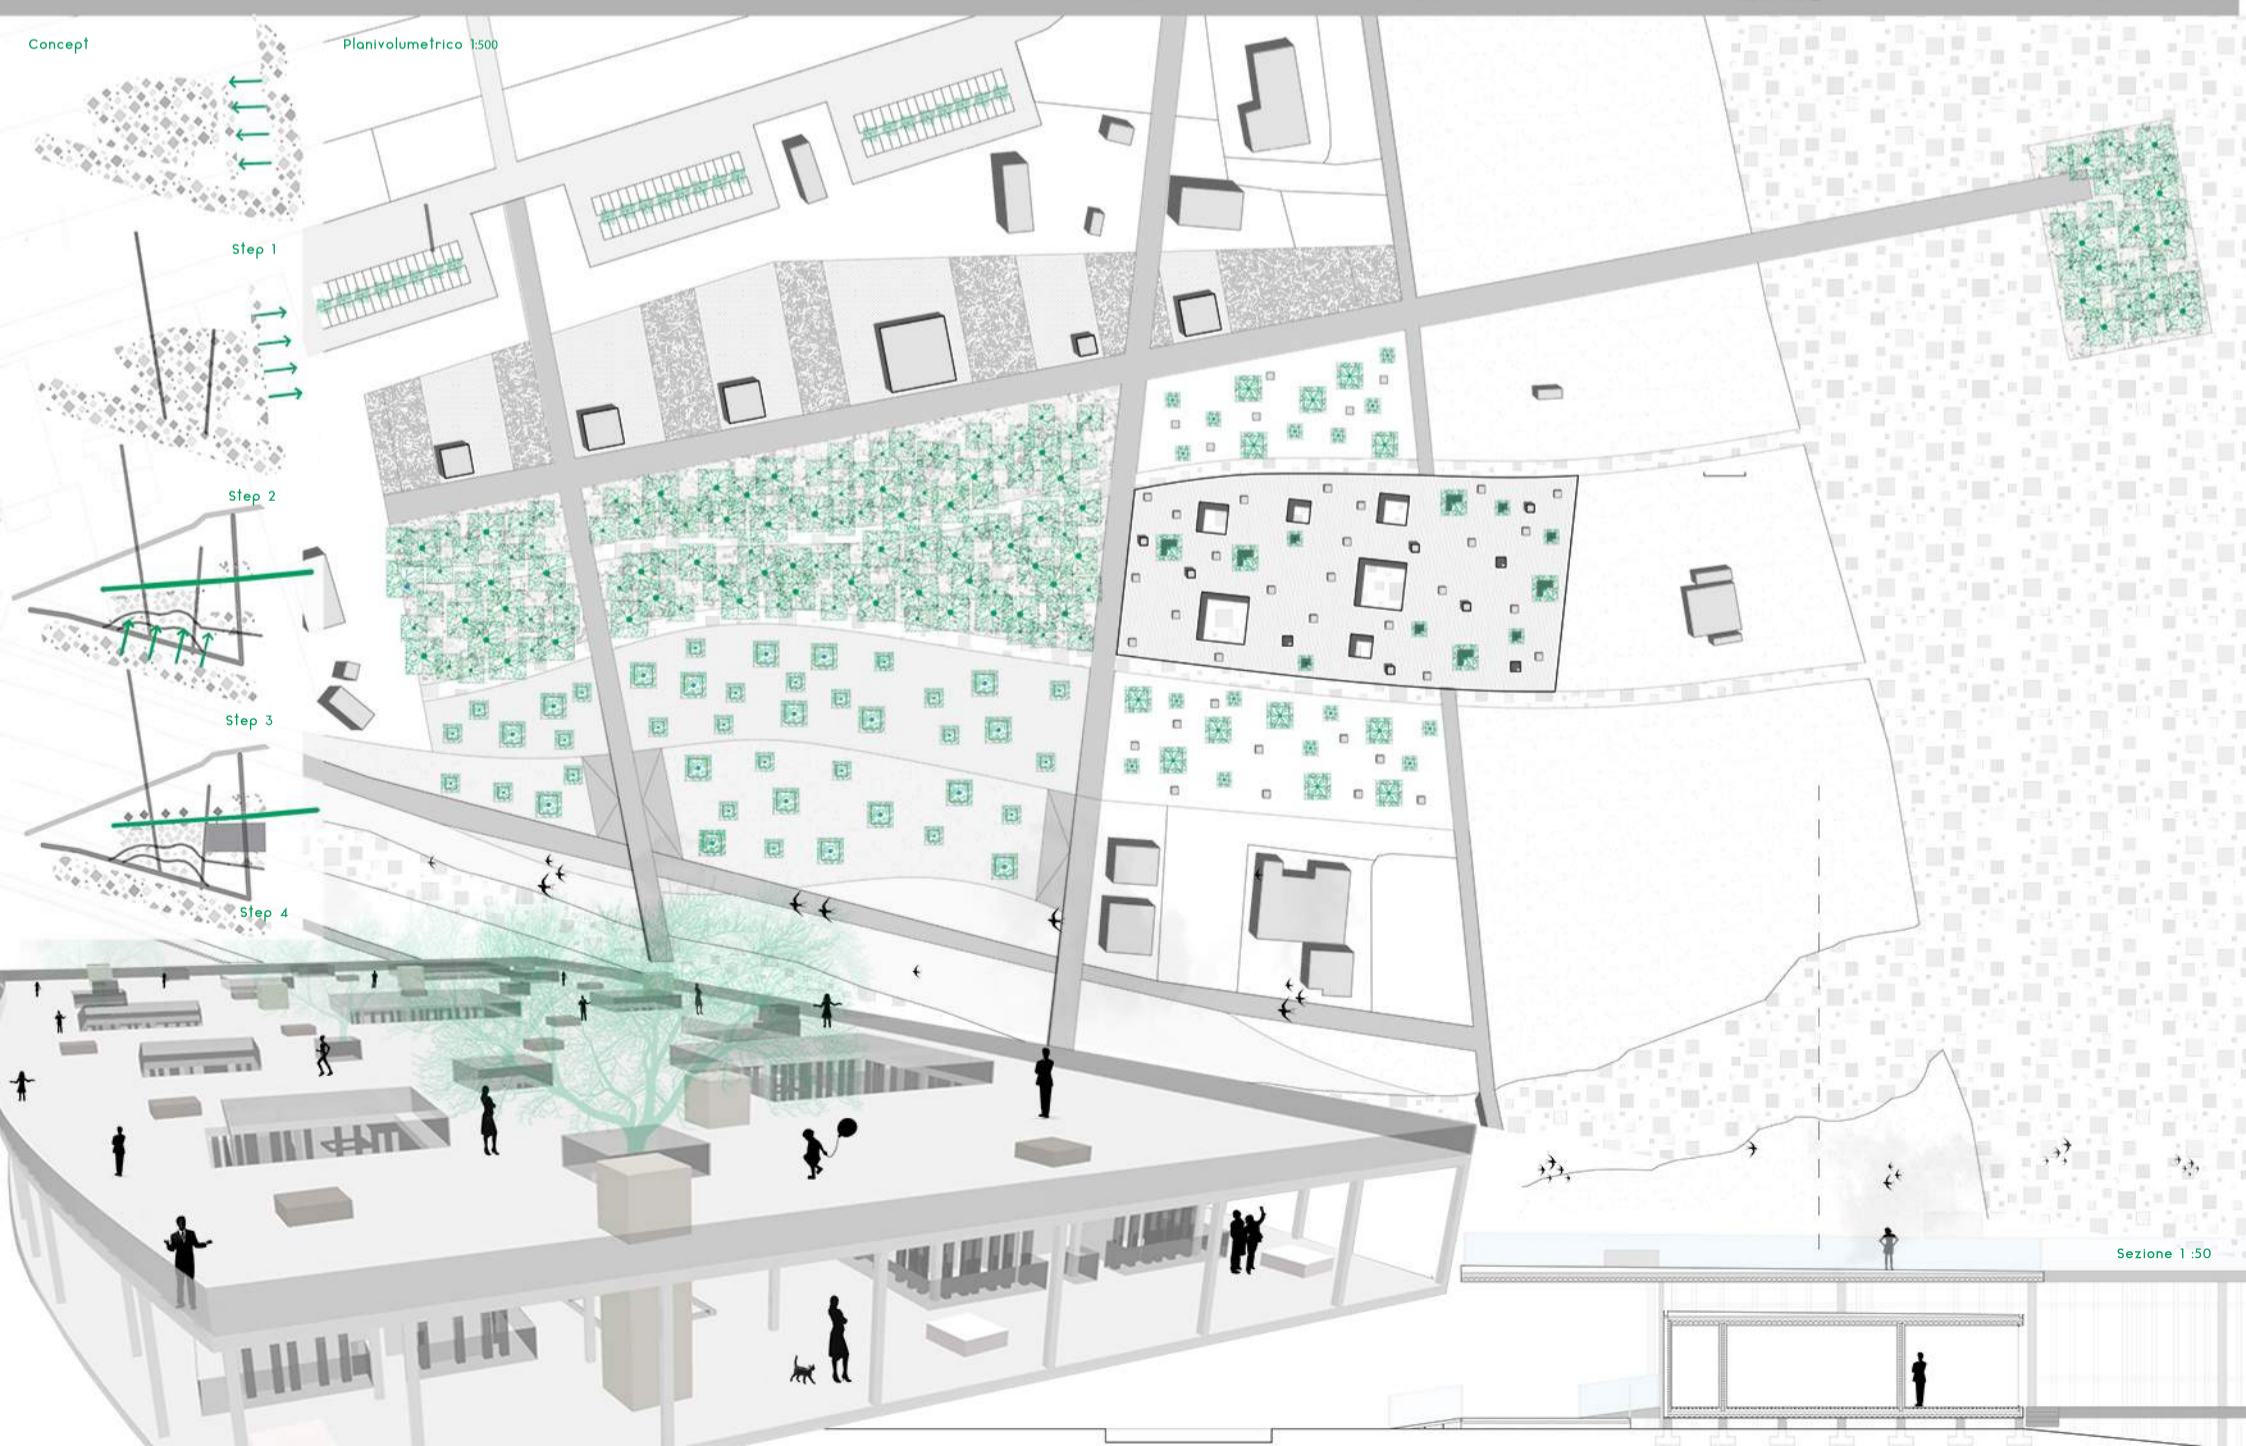 Concept
Planivolumetrico 1:500
Step 1
Step 2
Step 3
Step 4
Sezione 1 :50